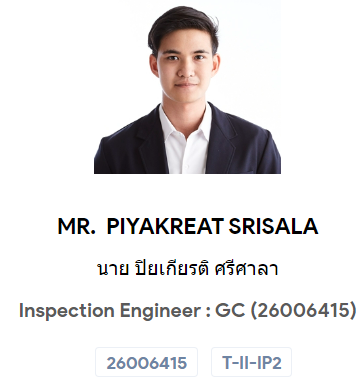 MR. PIYAKREAT SRISALA
นาย ปิยเกียรติ ศรีศาลา
Inspection Engineer : GC (26006415)
26006415 T-II-IP2